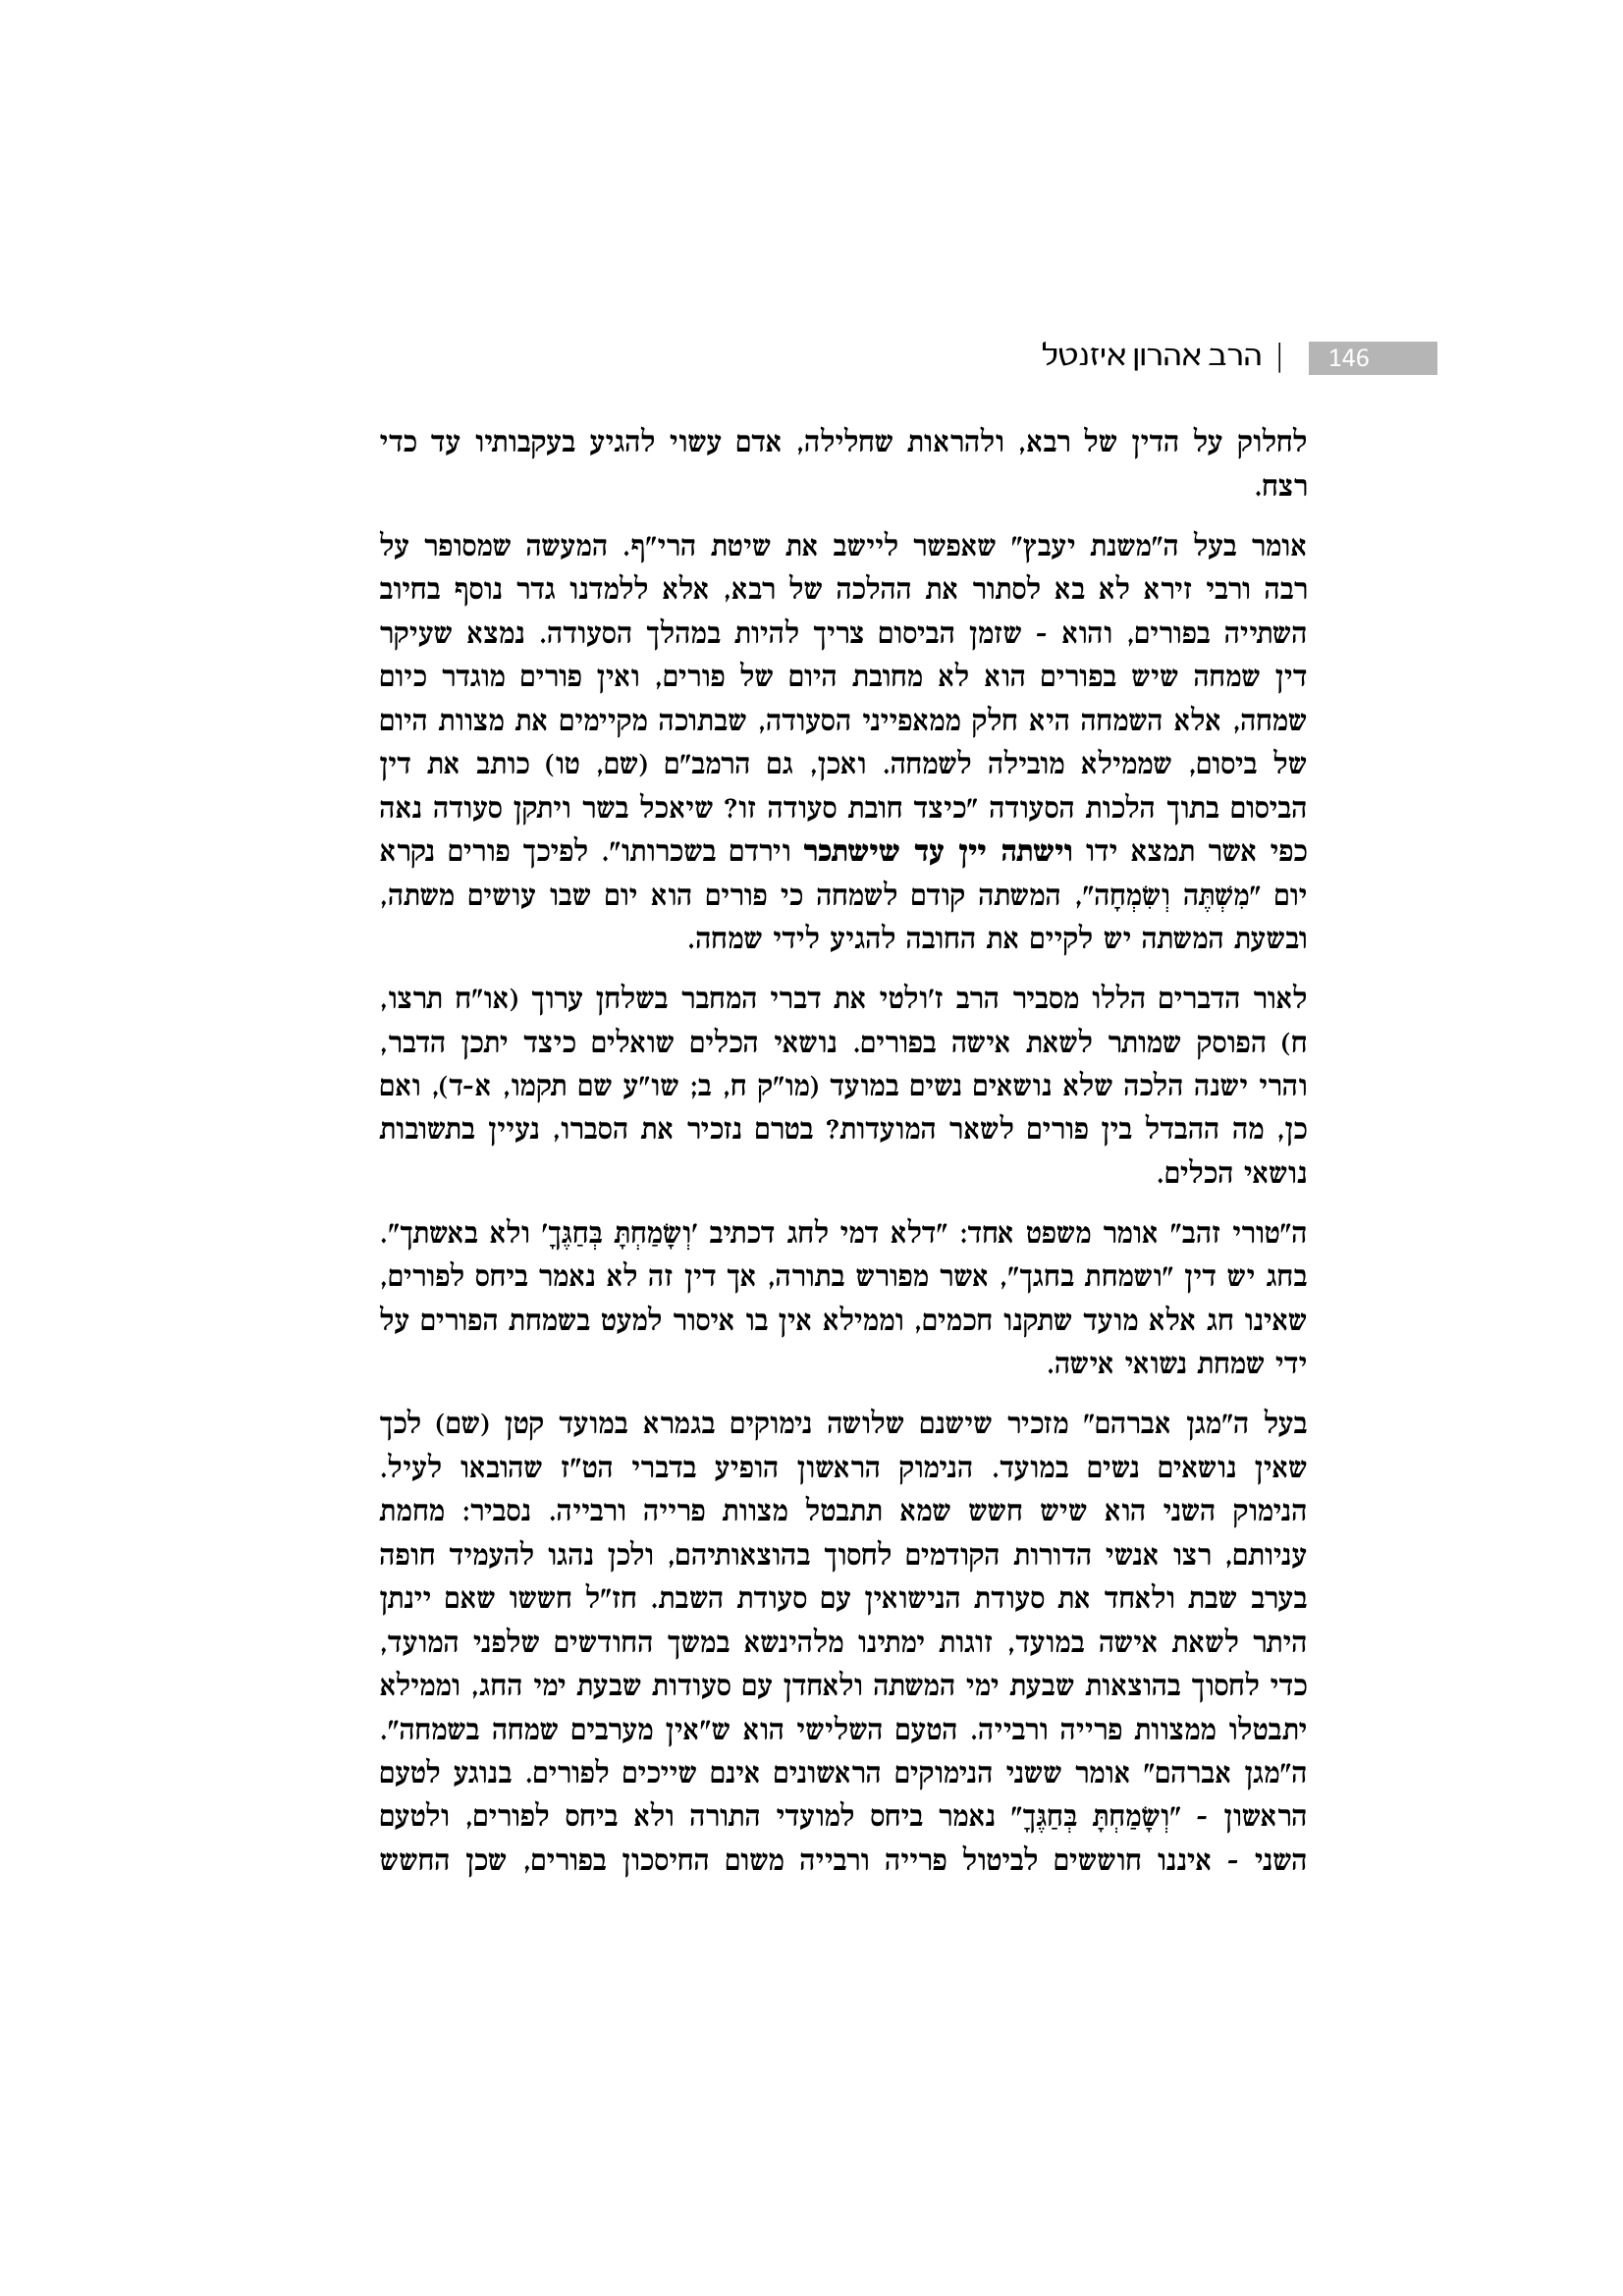 146 | הרב אהרון איזנטל
לחלוק על הדין של רבא, ולהראות שחלילה, אדם עשוי להגיע בעקבותיו עד כדי
רצח.
אומר בעל ה"משנת יעבץ" שאפשר ליישב את שיטת הרי"ף. המעשה שמסופר על
רבה ורבי זירא לא בא לסתור את ההלכה של רבא, אלא ללמדנו גדר נוסף בחיוב
השתייה בפורים, והוא - שזמן הביסום צריך להיות במהלך הסעודה. נמצא שעיקר
דין שמחה שיש בפורים הוא לא מחובת היום של פורים, ואין פורים מוגדר כיום
שמחה, אלא השמחה היא חלק ממאפייני הסעודה, שבתוכה מקיימים את מצוות היום
של ביסום, שממילא מובילה לשמחה. ואכן, גם הרמב"ם (שם, טו) כותב את דין
הביסום בתוך הלכות הסעודה "כיצד חובת סעודה זו? שיאכל בשר ויתקן סעודה נאה
כפי אשר תמצא ידו וישתה יין עד שישתכר וירדם בשכרותו". לפיכך פורים נקרא
יום "מִשְׁתֶּה וְשִׂמְחָה", המשתה קודם לשמחה כי פורים הוא יום שבו עושים משתה,
ובשעת המשתה יש לקיים את החובה להגיע לידי שמחה.
לאור הדברים הללו מסביר הרב ז'ולטי את דברי המחבר בשלחן ערוך (או"ח תרצו,
ח) הפוסק שמותר לשאת אישה בפורים. נושאי הכלים שואלים כיצד יתכן הדבר,
והרי ישנה הלכה שלא נושאים נשים במועד (מו"ק ח, ב; שו"ע שם תקמו, א-ד), ואם
כן, מה ההבדל בין פורים לשאר המועדות? בטרם נזכיר את הסברו, נעיין בתשובות
נושאי הכלים.
ה"טורי זהב" אומר משפט אחד: "דלא דמי לחג דכתיב 'וְשָׂמַחְתָּ בְּחַגֶּךָ' ולא באשתך".
בחג יש דין "ושמחת בחגך", אשר מפורש בתורה, אך דין זה לא נאמר ביחס לפורים,
שאינו חג אלא מועד שתקנו חכמים, וממילא אין בו איסור למעט בשמחת הפורים על
ידי שמחת נשואי אישה.
בעל ה"מגן אברהם" מזכיר שישנם שלושה נימוקים בגמרא במועד קטן (שם) לכך
שאין נושאים נשים במועד. הנימוק הראשון הופיע בדברי הט"ז שהובאו לעיל.
הנימוק השני הוא שיש חשש שמא תתבטל מצוות פרייה ורבייה. נסביר: מחמת
עניותם, רצו אנשי הדורות הקודמים לחסוך בהוצאותיהם, ולכן נהגו להעמיד חופה
בערב שבת ולאחד את סעודת הנישואין עם סעודת השבת. חז"ל חששו שאם יינתן
היתר לשאת אישה במועד, זוגות ימתינו מלהינשא במשך החודשים שלפני המועד,
כדי לחסוך בהוצאות שבעת ימי המשתה ולאחדן עם סעודות שבעת ימי החג, וממילא
יתבטלו ממצוות פרייה ורבייה. הטעם השלישי הוא ש"אין מערבים שמחה בשמחה".
ה"מגן אברהם" אומר ששני הנימוקים הראשונים אינם שייכים לפורים. בנוגע לטעם
הראשון - "וְשָׂמַחְתָּ בְּחַגֶּךָ" נאמר ביחס למועדי התורה ולא ביחס לפורים, ולטעם
השני - איננו חוששים לביטול פרייה ורבייה משום החיסכון בפורים, שכן החשש